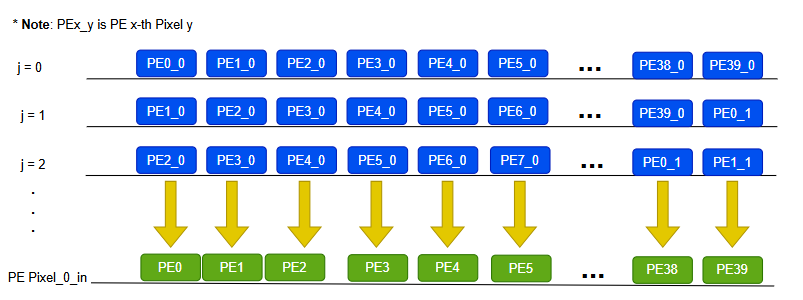 * Note: PEx_y is PE x-th Pixel y
j = 0 PE0_0 PE1_0 PE2_0 PE3_0 PE4_0 PE5_0 ... PE38_0 PE39_0
j = 1 PE1_0 PE2_0 PE3_0 PE4_0 PE5_0 PE6_0 ... PE39_0 PE0_1
j = 2 PE2_0 PE3_0 PE4_0 PE5_0 PE6_0 PE7_0 ... PE0_1 PE1_1
.
.
.
PE Pixel_0_in PE0 PE1 PE2 PE3 PE4 PE5 ... PE38 PE39